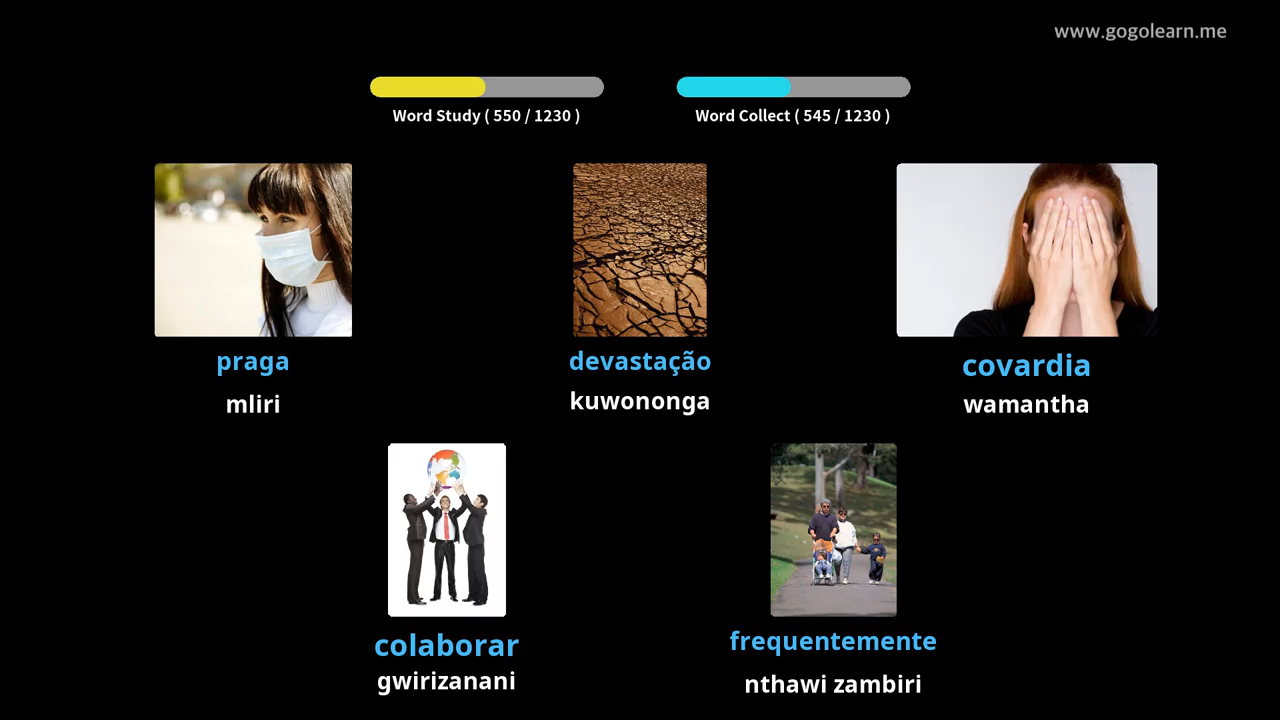 www.gogolearn.me
Word Study ( 550 / 1230 )
Word Collect ( 545 / 1230 )
praga
mliri
devastação
kuwononga
covardia
wamantha
colaborar
gwirizanani
frequentemente
nthawi zambiri